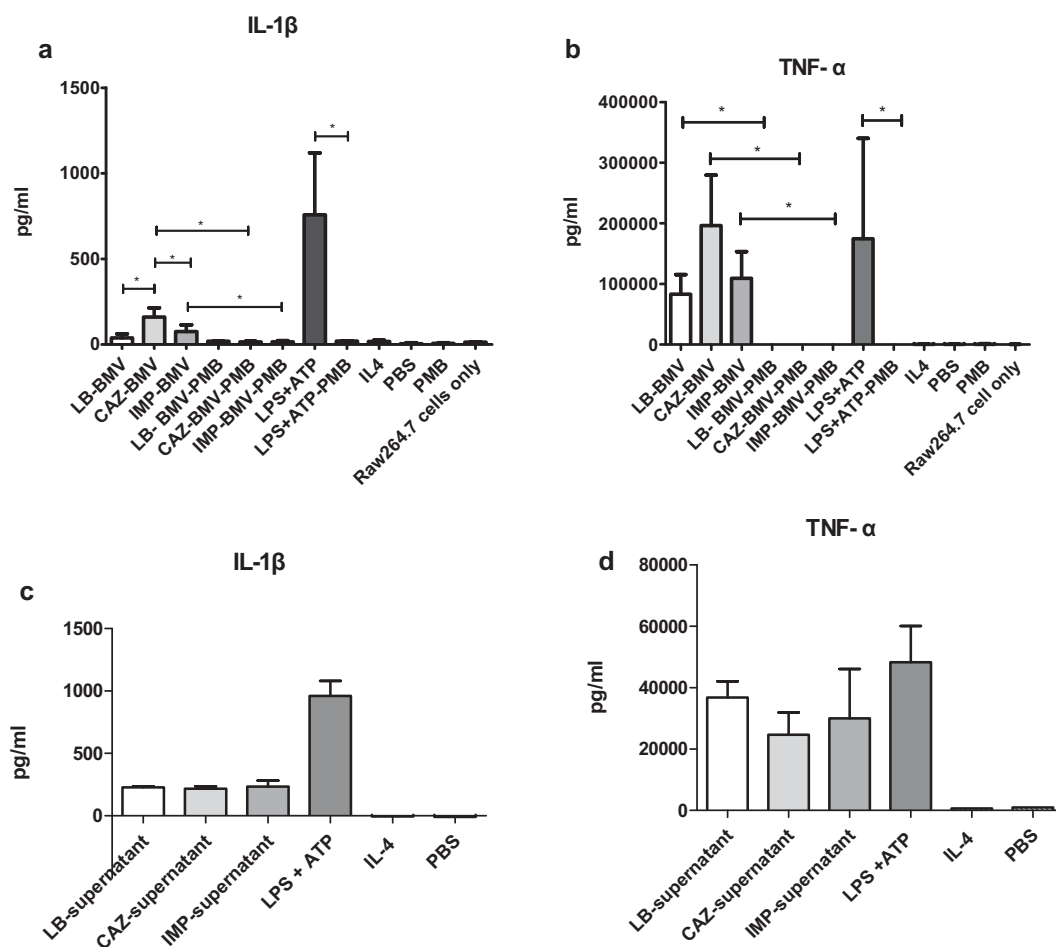 IL-1β
a
1500
1000
500
0
pg/ml
*
*
*
*
*
LB-BMV
CAZ-BMV
IMP-BMV
LB- BMV-PMB
CAZ-BMV-PMB
IMP-BMV-PMB
LPS+ATP
LPS+ATP-PMB
IL4
PBS
PMB
Raw264.7 cells only
b
TNF- α
400000
300000
200000
100000
0
pg/ml
*
*
*
*
LB-BMV
CAZ-BMV
IMP-BMV
LB- BMV-PMB
CAZ-BMV-PMB
IMP-BMV-PMB
LPS+ATP
LPS+ATP-PMB
IL4
PBS
PMB
Raw264.7 cell only
IL-1β
c
1500
1000
500
0
pg/ml
LB-supernatant
CAZ-supernatant
IMP-supernatant
LPS + ATP
IL-4
PBS
TNF- α
d
80000
60000
40000
20000
0
pg/ml
LB-supernatant
CAZ-supernatant
IMP-supernatant
LPS +ATP
IL-4
PBS